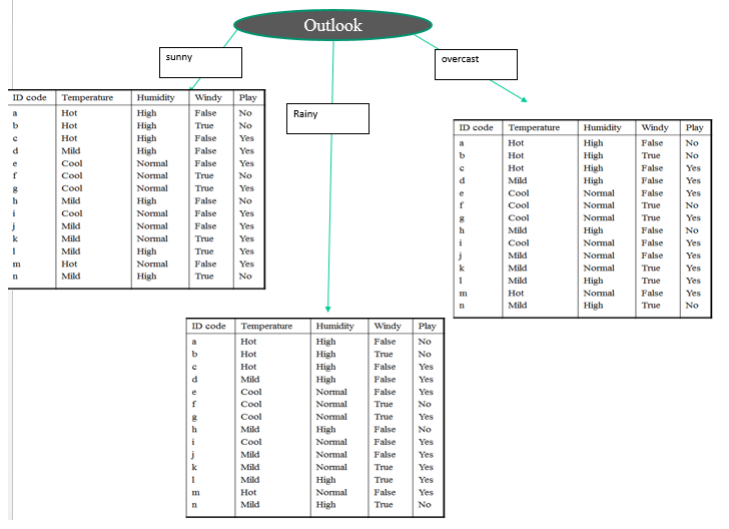 Outlook
sunny
overcast
Rainy
ID code Temperature Humidity Windy Play
a Hot High False No
b Hot High True No
c Hot High False Yes
d Mild High False Yes
e Cool Normal False Yes
f Cool Normal True No
g Cool Normal True Yes
h Mild High False No
i Cool Normal False Yes
j Mild Normal False Yes
k Mild Normal True Yes
l Mild High True Yes
m Hot Normal False Yes
n Mild High True No
ID code Temperature Humidity Windy Play
a Hot High False No
b Hot High True No
c Hot High False Yes
d Mild High False Yes
e Cool Normal False Yes
f Cool Normal True No
g Cool Normal True Yes
h Mild High False No
i Cool Normal False Yes
j Mild Normal False Yes
k Mild Normal True Yes
l Mild High True Yes
m Hot Normal False Yes
n Mild High True No
ID code Temperature Humidity Windy Play
a Hot High False No
b Hot High True No
c Hot High False Yes
d Mild High False Yes
e Cool Normal False Yes
f Cool Normal True No
g Cool Normal True Yes
h Mild High False No
i Cool Normal False Yes
j Mild Normal False Yes
k Mild Normal True Yes
l Mild High True Yes
m Hot Normal False Yes
n Mild High True No